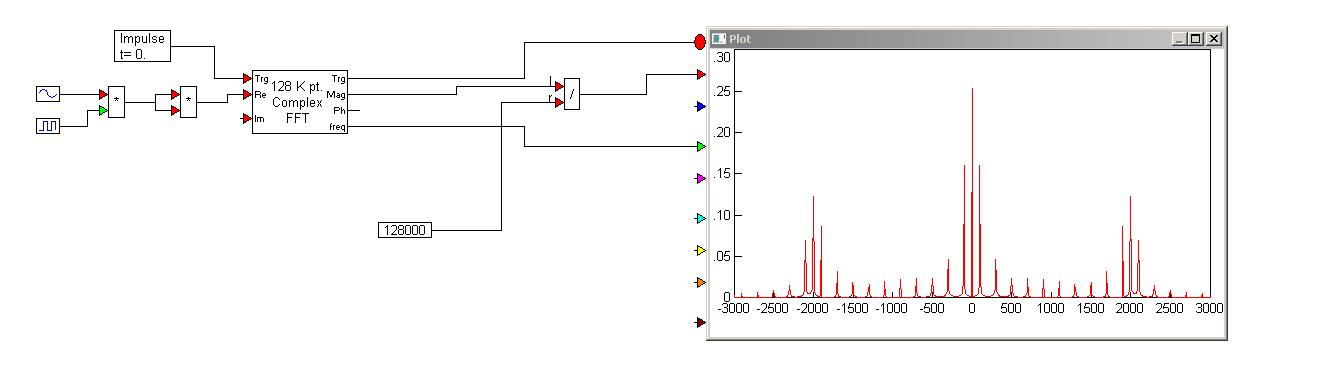 Impulse
t= 0.
*
*
Trg
Re
Im
128 K pt.
Complex
FFT
Trg
Mag
Ph
freq
l
r
/
128000
Plot
.30
.25
.20
.15
.10
.05
0
-3000 -2500 -2000 -1500 -1000 -500 0 500 1000 1500 2000 2500 3000